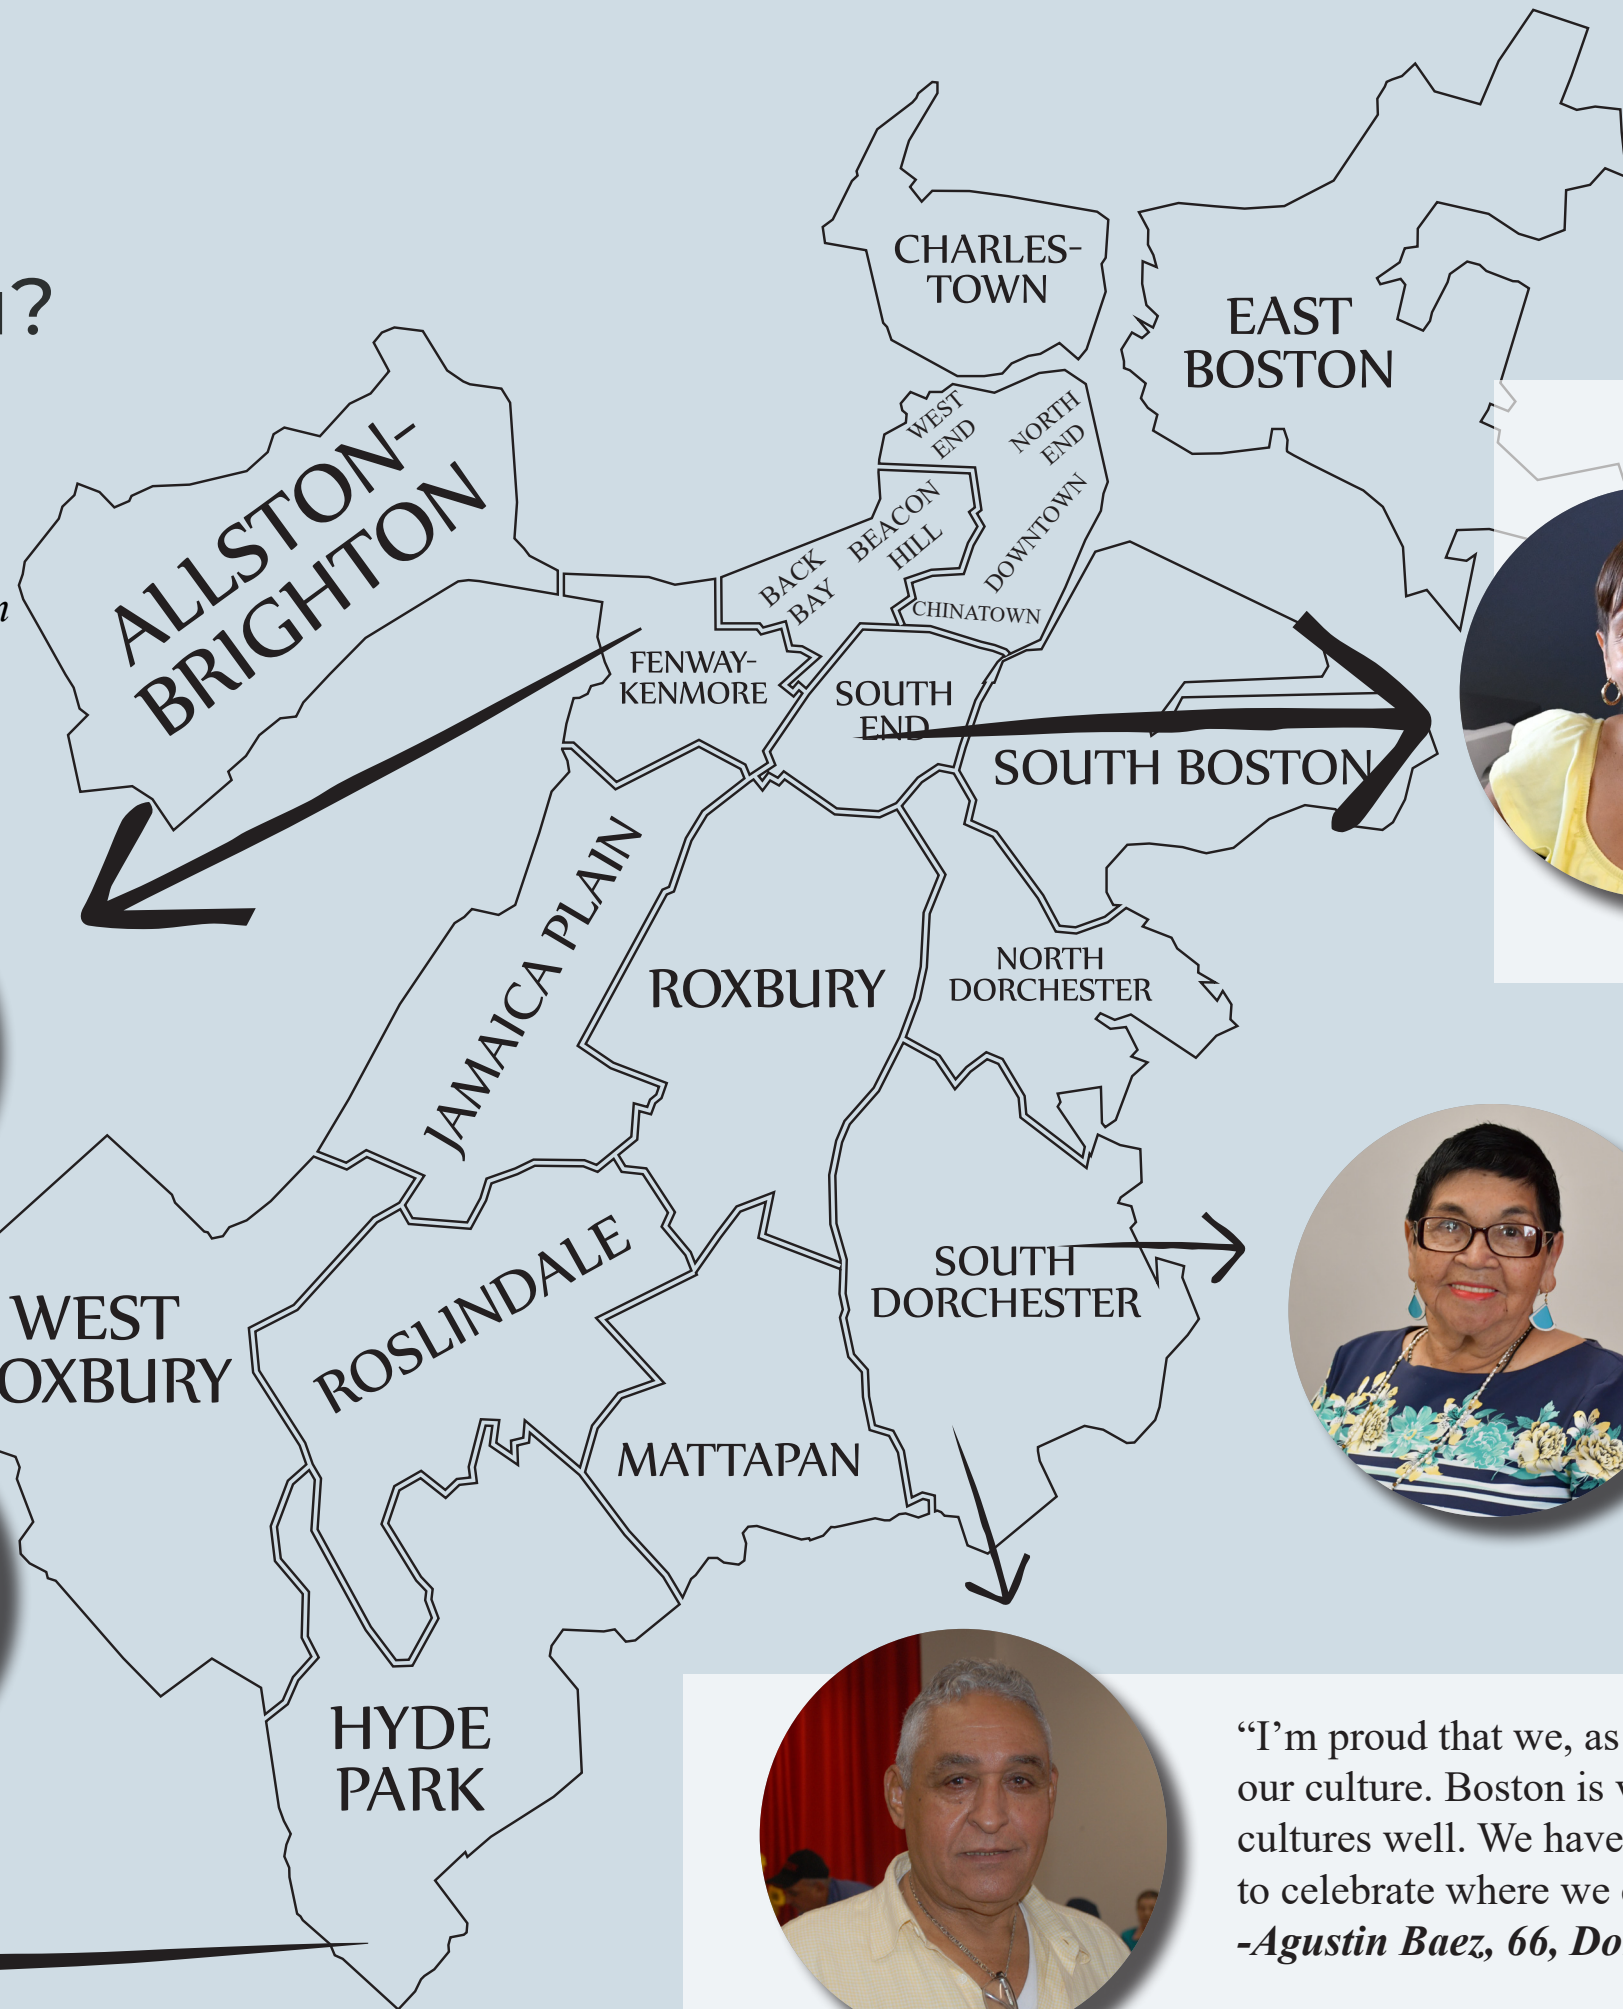 ?
CHARLES-
TOWN
EAST
BOSTON
WEST
END
NORTH
END
ALLSTON-
BRIGHTON
BEACON
HILL
DOWNTOWN
BACK
BAY
CHINATOWN
FENWAY-
KENMORE
SOUTH
END
SOUTH BOSTON
JAMAICA PLAIN
ROXBURY
NORTH
DORCHESTER
WEST
OXBURY
ROSLINDALE
SOUTH
DORCHESTER
MATTAPAN
HYDE
PARK
“I’m proud that we, as
our culture. Boston is
cultures well. We have
to celebrate where we
-Agustin Baez, 66, Do